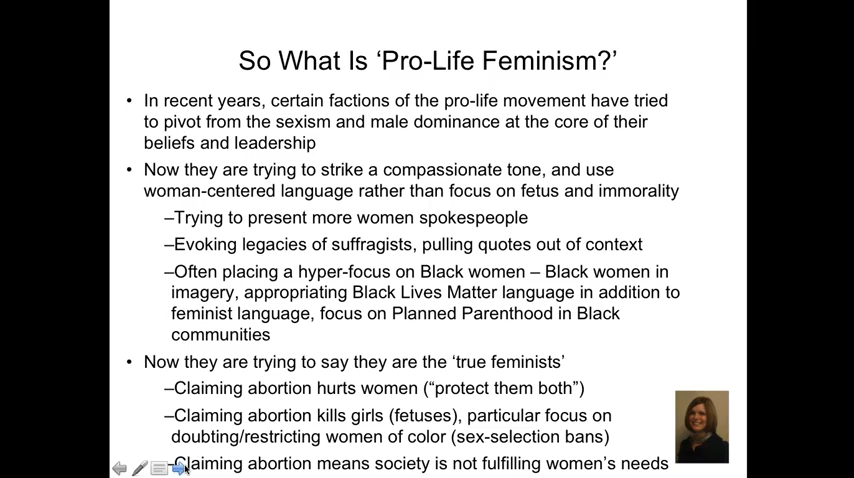 So What Is ‘Pro-Life Feminism?’
• In recent years, certain factions of the pro-life movement have tried
to pivot from the sexism and male dominance at the core of their
beliefs and leadership
• Now they are trying to strike a compassionate tone, and use
woman-centered language rather than focus on fetus and immorality
–Trying to present more women spokespeople
–Evoking legacies of suffragists, pulling quotes out of context
–Often placing a hyper-focus on Black women – Black women in
imagery, appropriating Black Lives Matter language in addition to
feminist language, focus on Planned Parenthood in Black
communities
• Now they are trying to say they are the ‘true feminists’
–Claiming abortion hurts women (“protect them both”)
–Claiming abortion kills girls (fetuses), particular focus on
doubting/restricting women of color (sex-selection bans)
–Claiming abortion means society is not fulfilling women’s needs